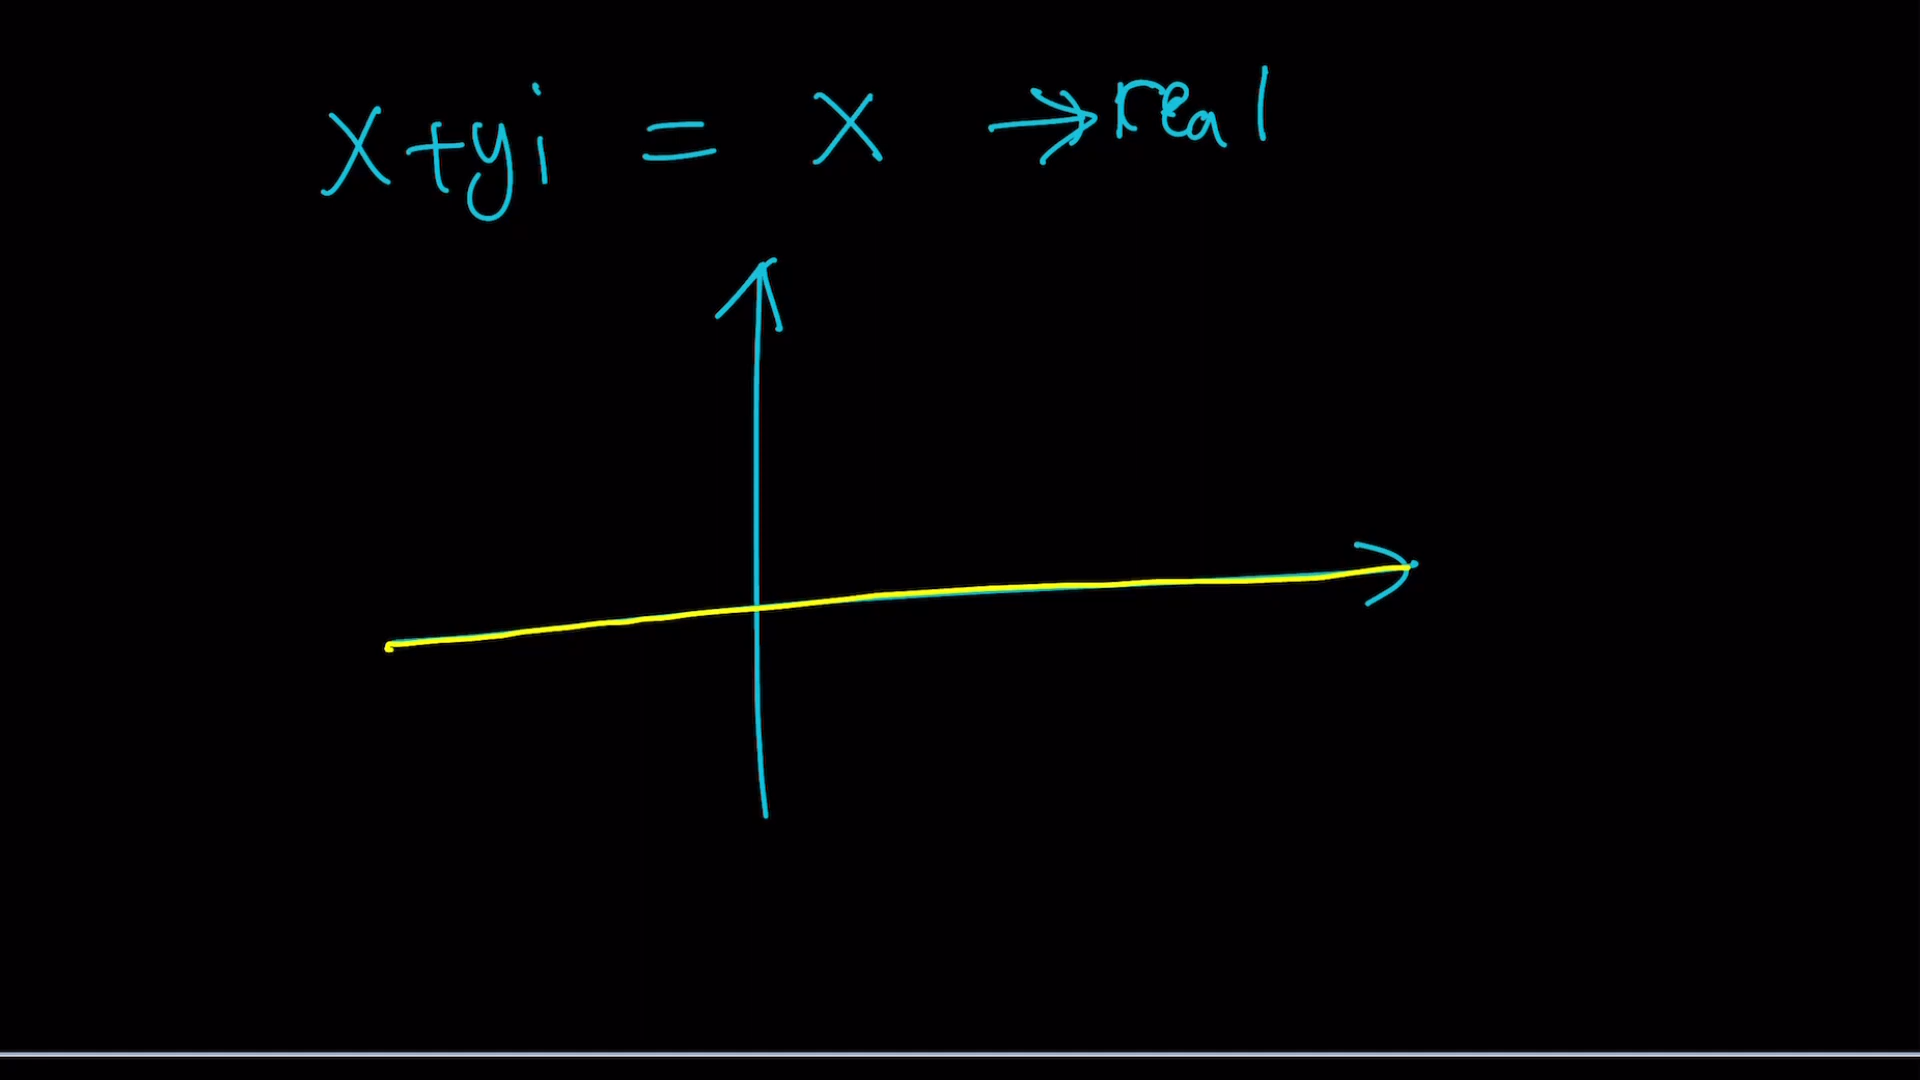 x+yi = x → real